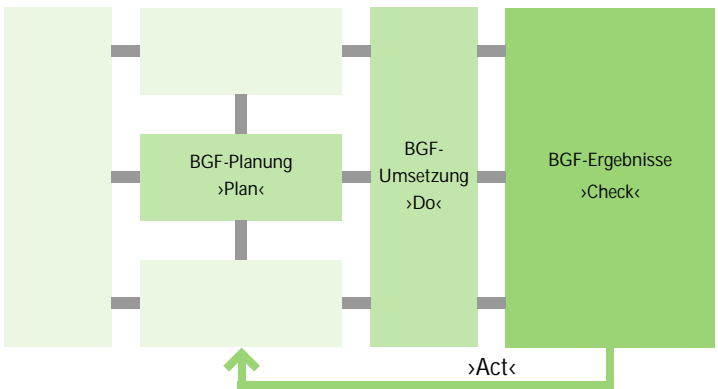 BGF-Planung
›Plan‹
BGF-
Umsetzung
›Do‹
BGF-Ergebnisse
›Check‹
›Act‹